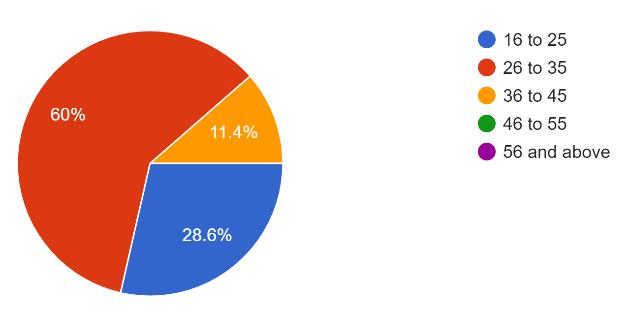 60%
11.4%
28.6%
16 to 25
26 to 35
36 to 45
46 to 55
56 and above